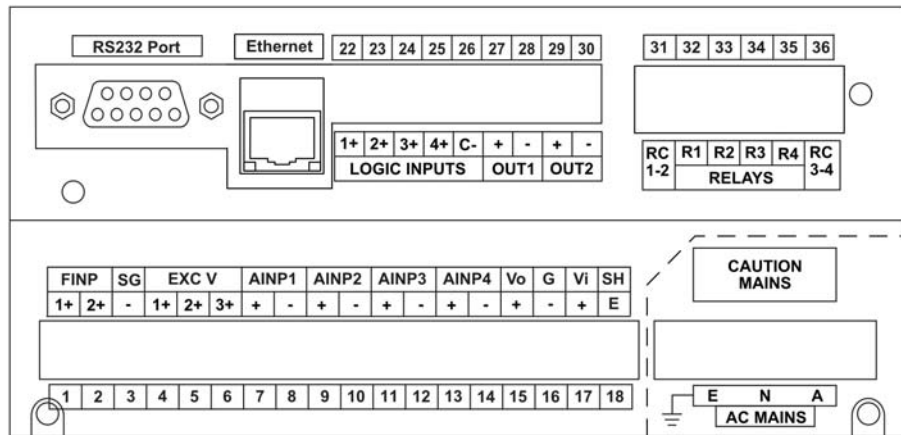 RS232 Port Ethernet 22 23 24 25 26 27 28 29 30 31 32 33 34 35 36
1+ 2+ 3+ 4+ C- + - + - RC 1-2 R1 R2 R3 R4 RC 3-4
LOGIC INPUTS OUT1 OUT2 RELAYS
CAUTION
MAINS
FINP SG EXC V AINP1 AINP2 AINP3 AINP4 Vo G Vi SH
1+ 2+ - 1+ 2+ 3+ + - + - + - + - + - + E
1 2 3 4 5 6 7 8 9 10 11 12 13 14 15 16 17 18
E N A
AC MAINS